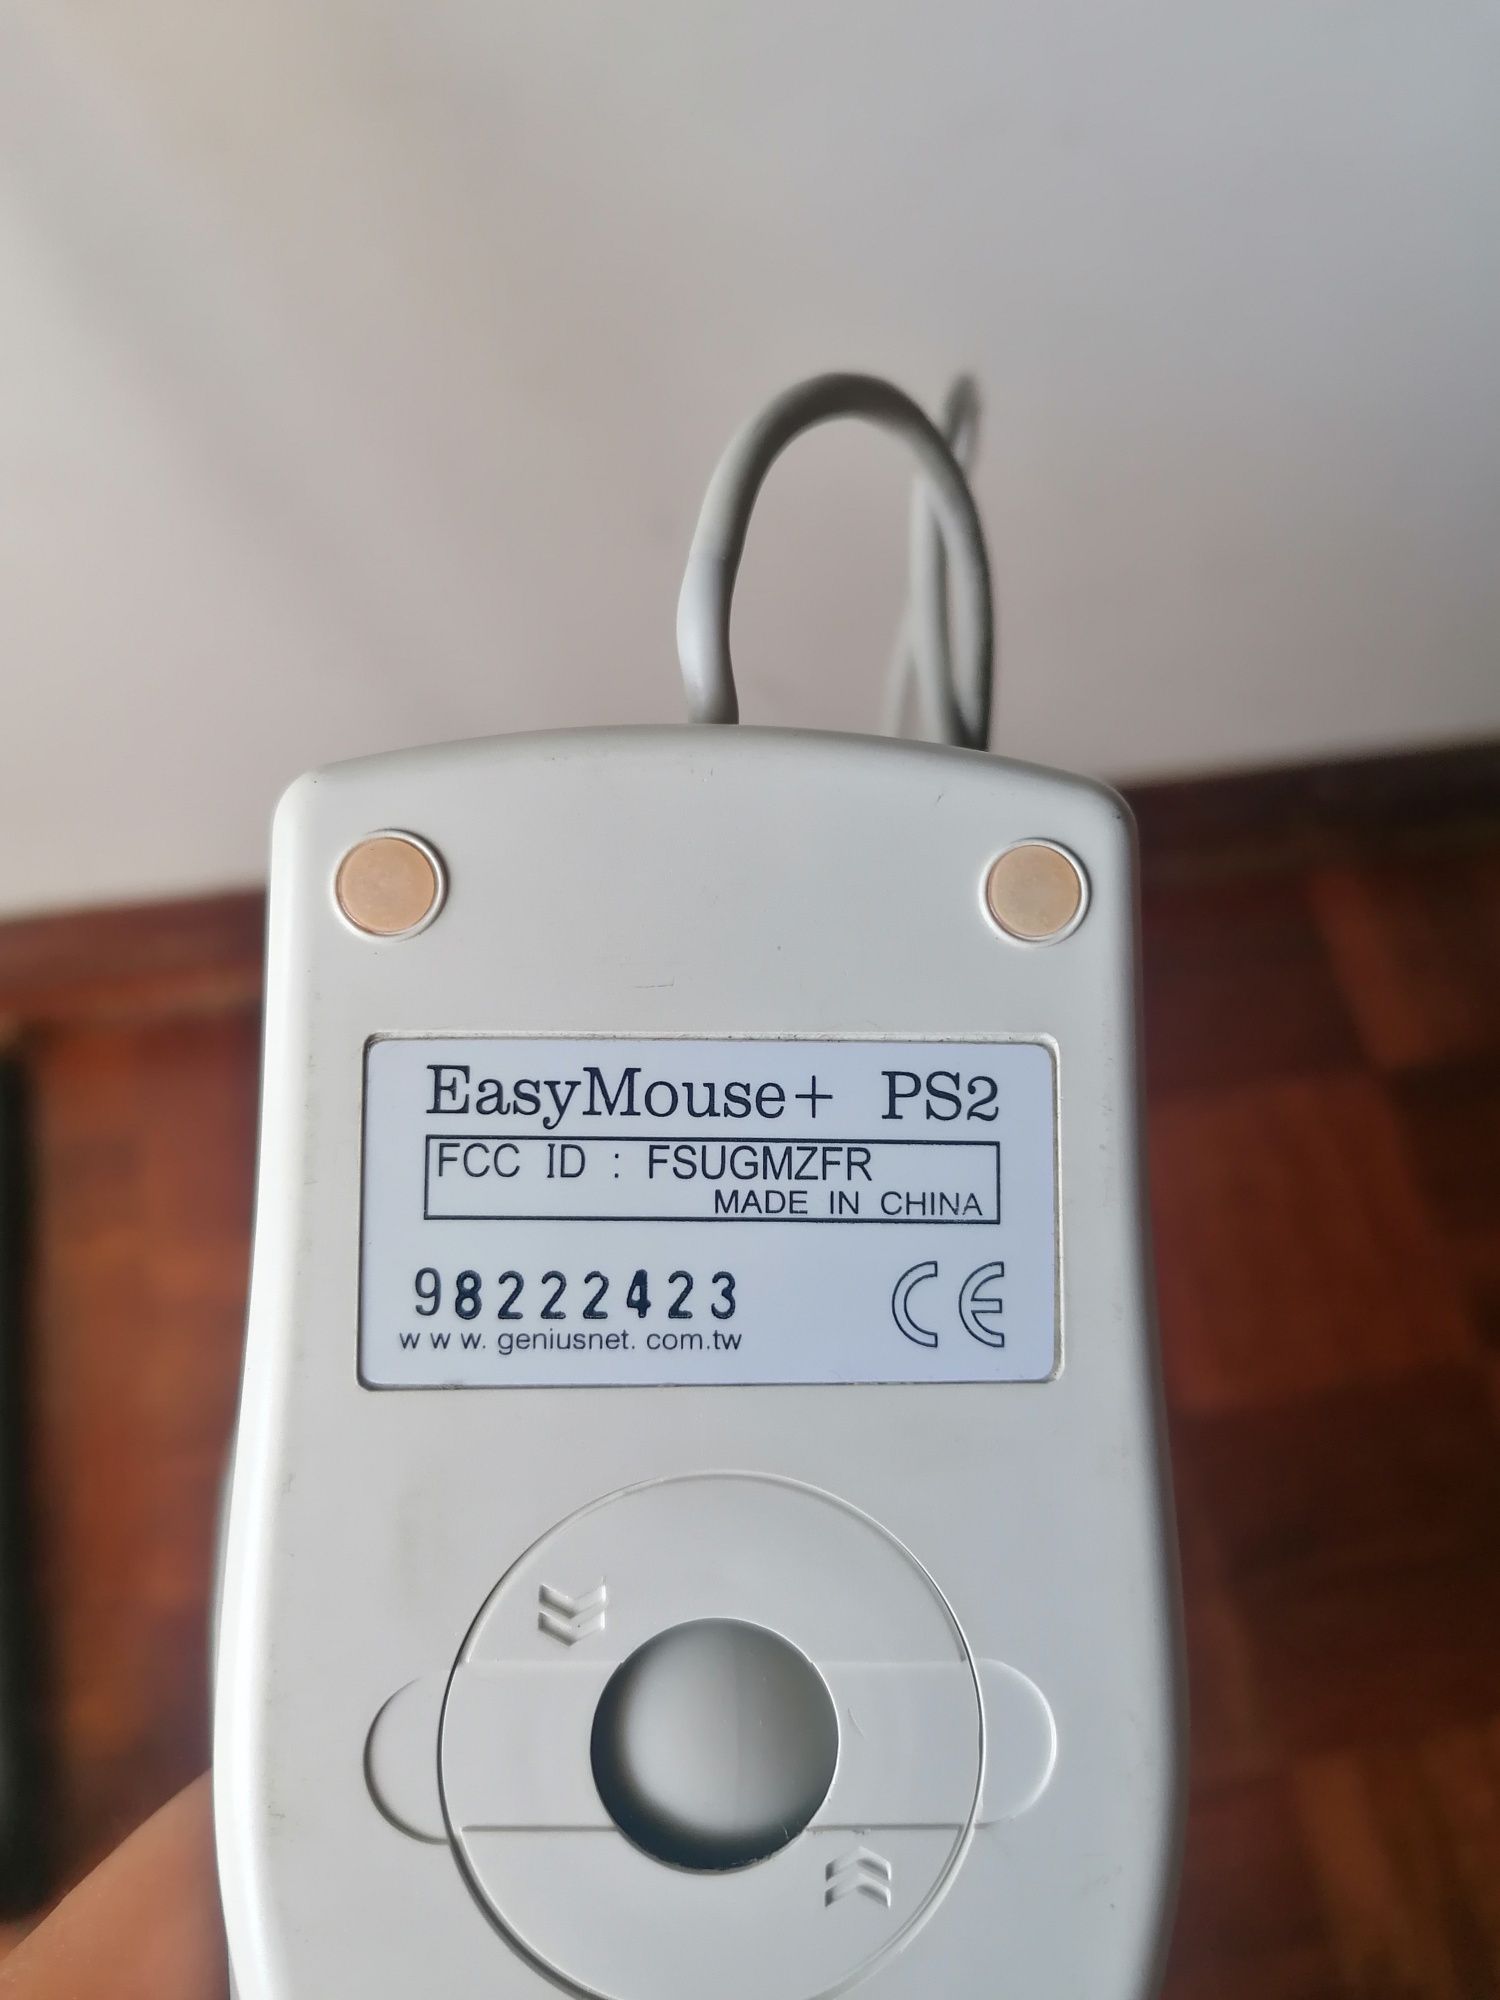 EasyMouse+ PS2
FCC ID : FSUGMZFR
MADE IN CHINA
98222423
www.geniusnet.com.tw
CE